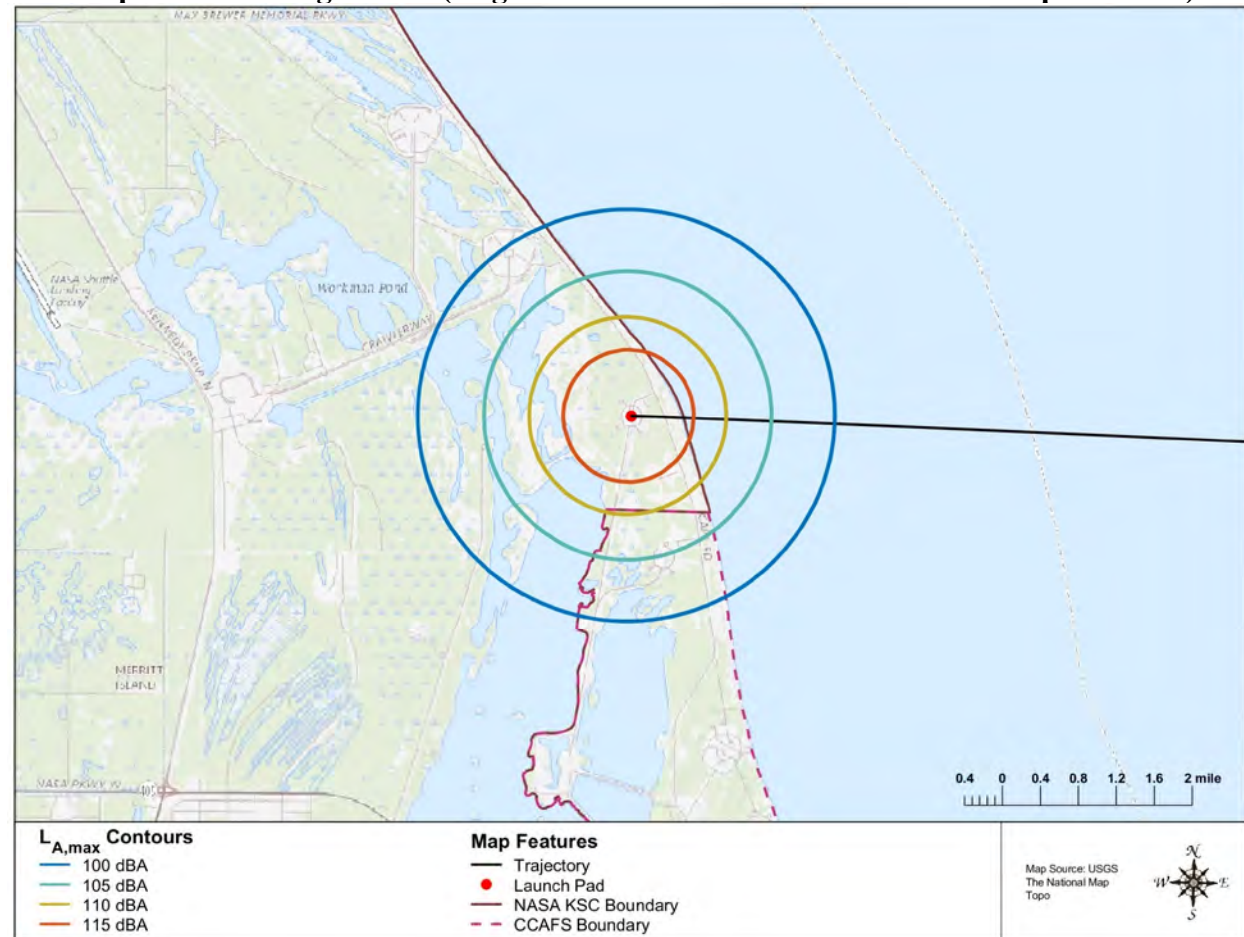 MAX BREWER MEMORIAL PKWY
NASA Shuttle
Landing
Facility
Workman Pond
KENNEDY PKWY N
CRAWLERWAY
MERRITT
ISLAND
NASA PKWY W
405
0.4 0 0.4 0.8 1.2 1.6 2 mile
LA,max Contours
100 dBA
105 dBA
110 dBA
115 dBA
Map Features
Trajectory
Launch Pad
NASA KSC Boundary
CCAFS Boundary
Map Source: USGS
The National Map
Topo
N
W E
S